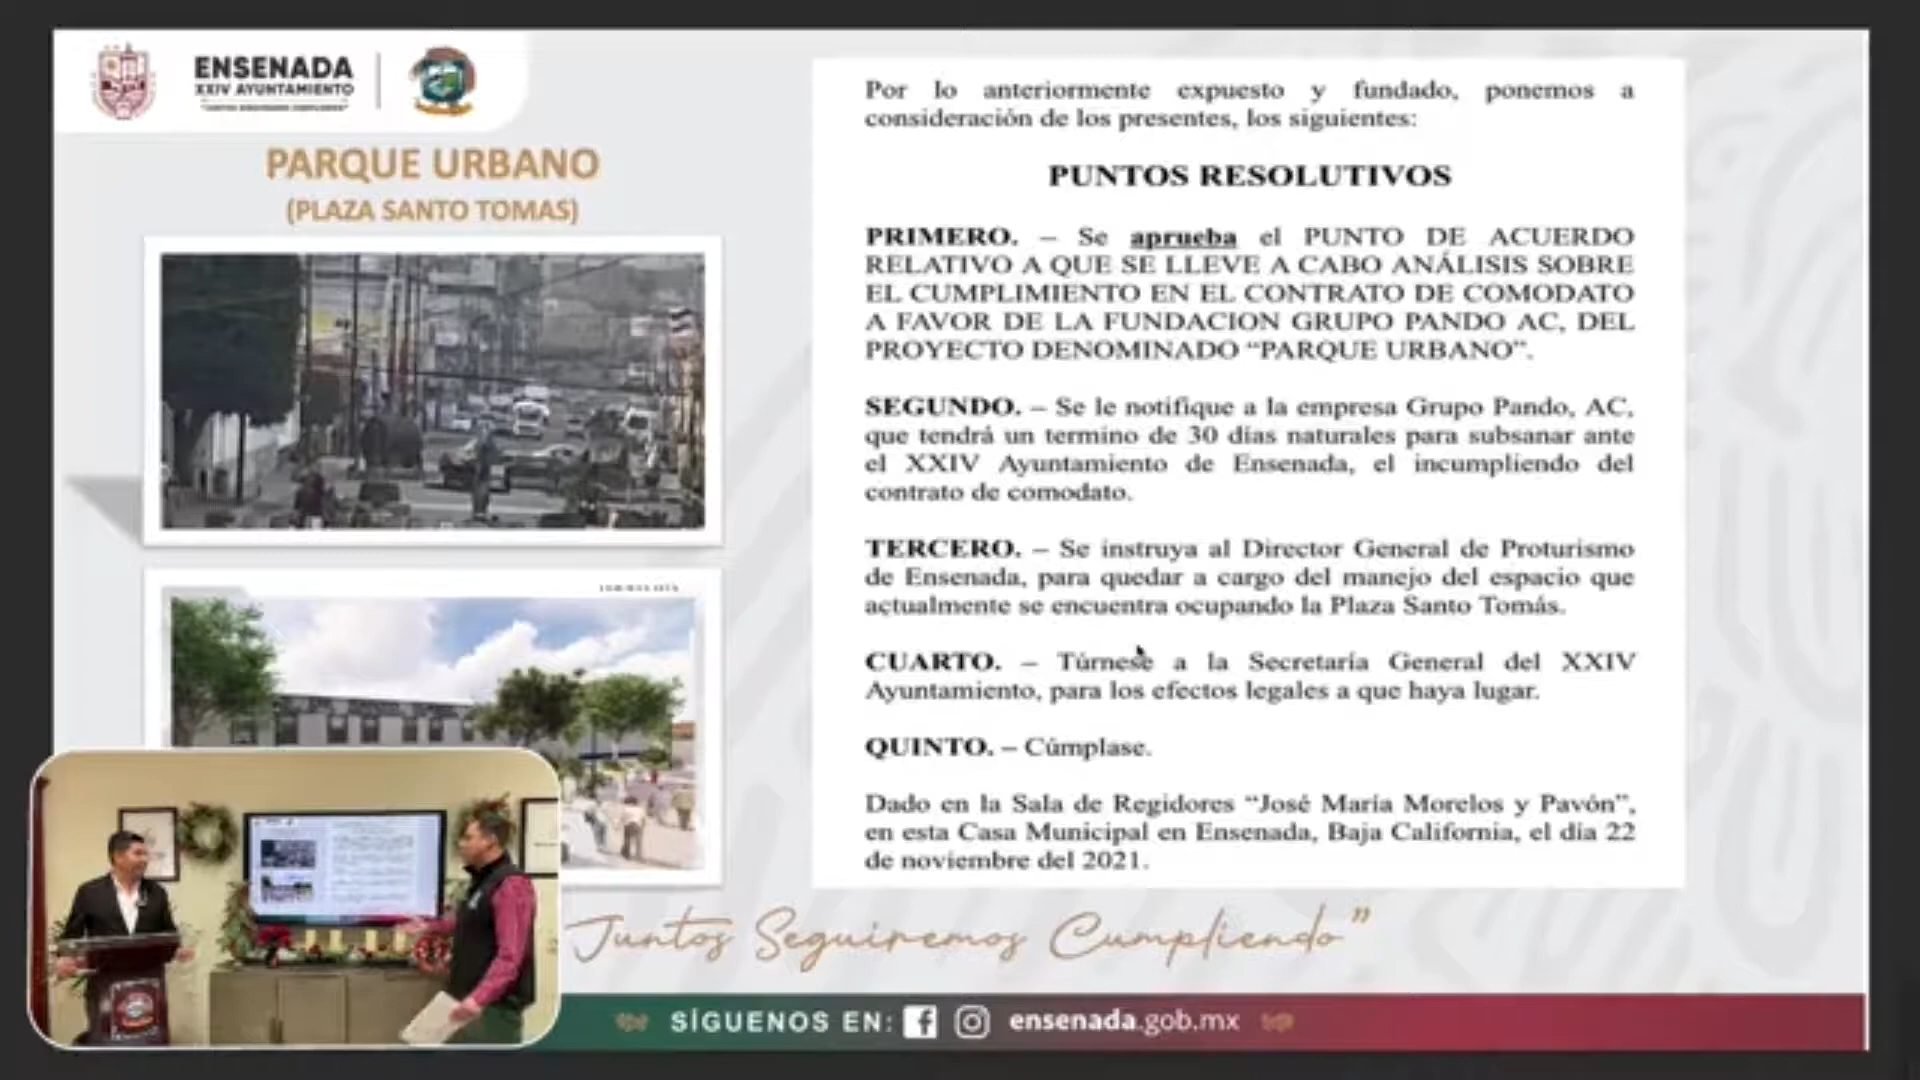 ENSENADA
XXIV AYUNTAMIENTO
PARQUE URBANO
(PLAZA SANTO TOMAS)
Por lo anteriormente expuesto y fundado, ponemos a
consideración de los presentes, los siguientes:
PUNTOS RESOLUTIVOS
PRIMERO. – Se aprueba el PUNTO DE ACUERDO
RELATIVO A QUE SE LLEVE A CABO ANÁLISIS SOBRE
EL CUMPLIMIENTO EN EL CONTRATO DE COMODATO
A FAVOR DE LA FUNDACION GRUPO PANDO AC, DEL
PROYECTO DENOMINADO “PARQUE URBANO”.
SEGUNDO. – Se le notifique a la empresa Grupo Pando, AC,
que tendrá un termino de 30 días naturales para subsanar ante
el XXIV Ayuntamiento de Ensenada, el incumpliendo del
contrato de comodato.
TERCERO. – Se instruya al Director General de Proturismo
de Ensenada, para quedar a cargo del manejo del espacio que
actualmente se encuentra ocupando la Plaza Santo Tomás.
CUARTO. – Túrnese a la Secretaría General del XXIV
Ayuntamiento, para los efectos legales a que haya lugar.
QUINTO. – Cúmplase.
Dado en la Sala de Regidores “José María Morelos y Pavón”,
en esta Casa Municipal en Ensenada, Baja California, el día 22
de noviembre del 2021.
Juntos Seguiremos Cumpliendo”
SÍGUENOS EN: ensenada.gob.mx